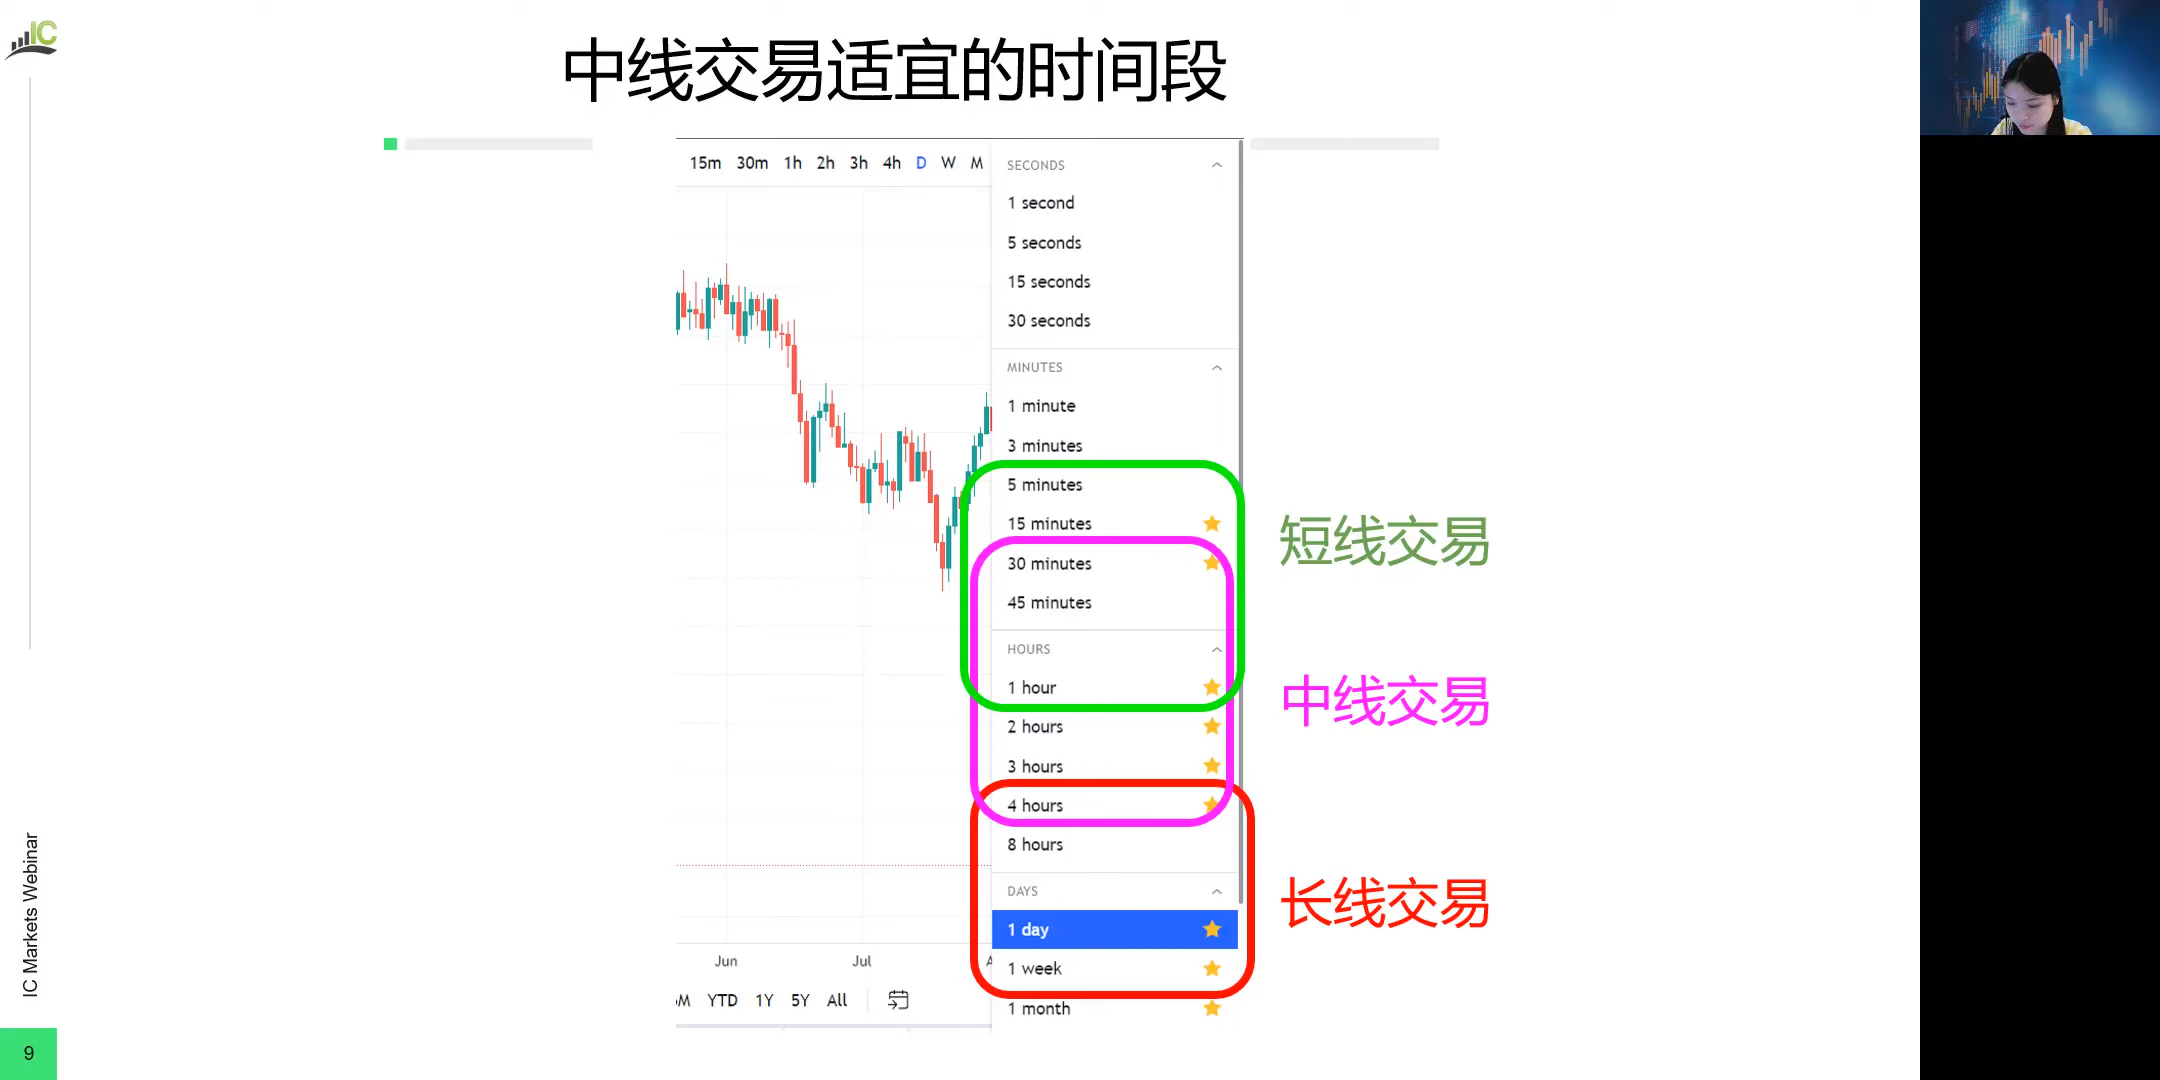 IC
中线交易适宜的时间段
15m 30m 1h 2h 3h 4h D W M
SECONDS
1 second
5 seconds
15 seconds
30 seconds
MINUTES
1 minute
3 minutes
5 minutes
15 minutes
30 minutes
45 minutes
HOURS
1 hour
2 hours
3 hours
4 hours
8 hours
DAYS
1 day
1 week
1 month
短线交易
中线交易
长线交易
Jun Jul A
M YTD 1Y 5Y All
IC Markets Webinar
9